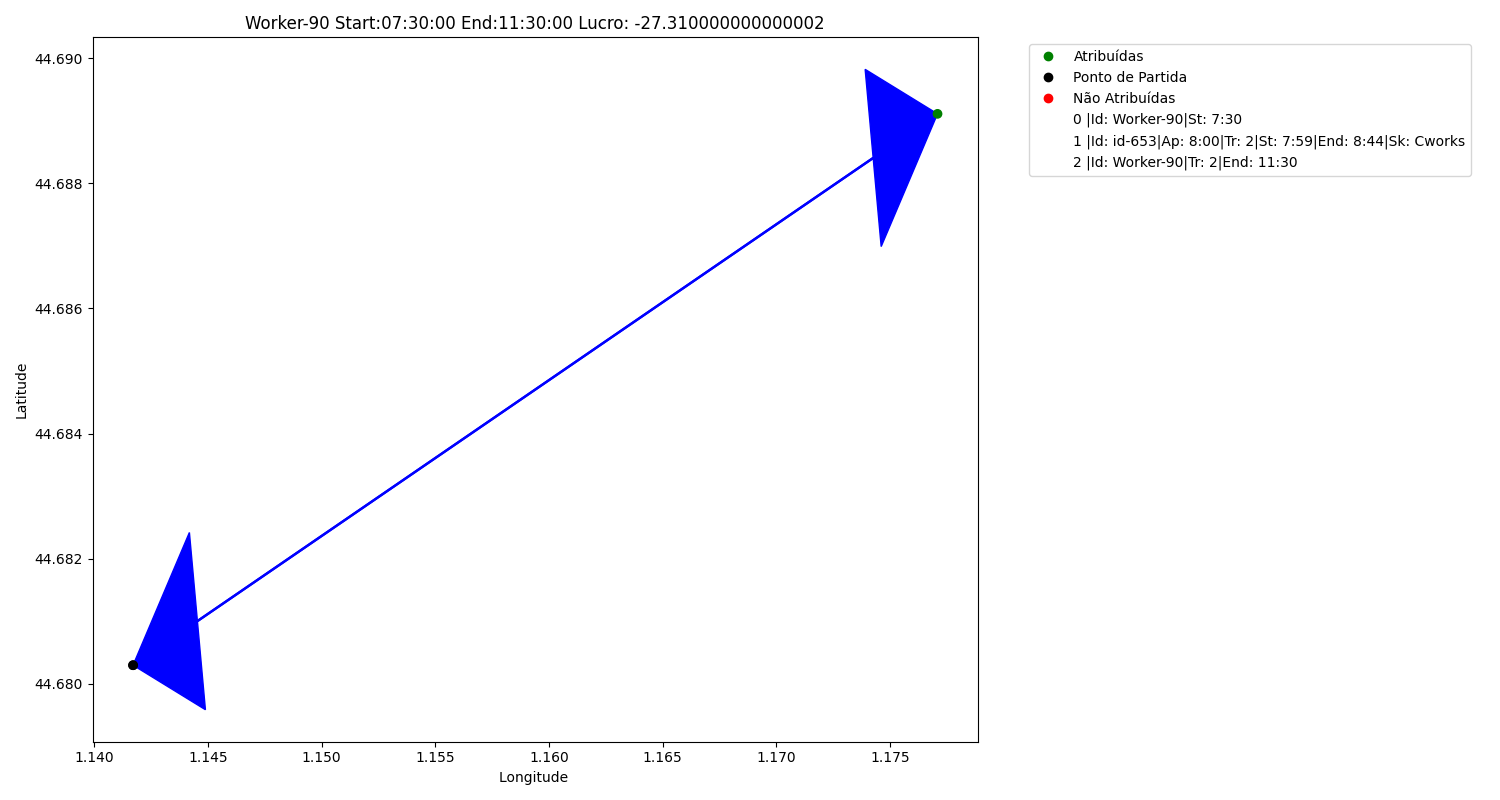 Worker-90 Start:07:30:00 End:11:30:00 Lucro: -27.310000000000002
44.690
44.688
44.686
44.684
44.682
44.680
Latitude
1.140
1.145
1.150
1.155
1.160
1.165
1.170
1.175
Longitude
Atribuídas
Ponto de Partida
Não Atribuídas
0 |Id: Worker-90|St: 7:30
1 |Id: id-653|Ap: 8:00|Tr: 2|St: 7:59|End: 8:44|Sk: Cworks
2 |Id: Worker-90|Tr: 2|End: 11:30